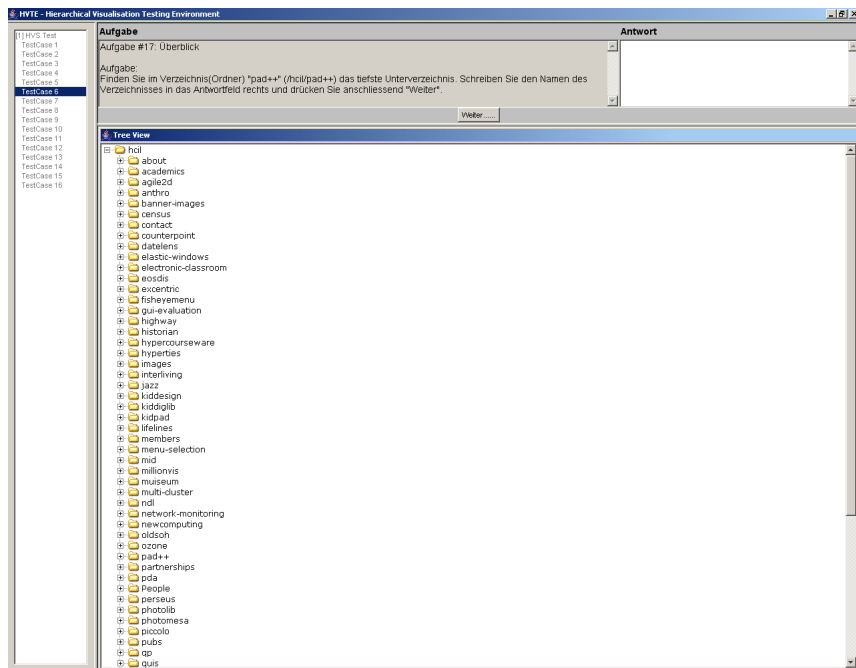 HVTE - Hierarchical Visualisation Testing Environment
[1] HVS Test
TestCase 1
TestCase 2
TestCase 3
TestCase 4
TestCase 5
TestCase 6
TestCase 7
TestCase 8
TestCase 9
TestCase 10
TestCase 11
TestCase 12
TestCase 13
TestCase 14
TestCase 15
TestCase 16
Aufgabe
Aufgabe #17: Überblick
Aufgabe:
Finden Sie im Verzeichnis(Ordner) "pad++" (/hcil/pad++) das tiefste Unterverzeichnis. Schreiben Sie den Namen des
Verzeichnisses in das Antwortfeld rechts und drücken Sie anschliessend "Weiter".
Antwort
Weiter......
Tree View
hcil
about
academics
agile2d
anthro
banner-images
census
contact
counterpoint
datelens
elastic-windows
electronic-classroom
eosdis
excentric
fisheyemenu
gui-evaluation
highway
historian
hypercourseware
hyperties
images
interliving
jazz
kiddesign
kiddiglib
kidpad
lifelines
members
menu-selection
mid
millionvis
muiseum
multi-cluster
ndl
network-monitoring
newcomputing
oldsoh
ozone
pad++
partnerships
pda
People
perseus
photolib
photomesa
piccolo
pubs
qp
quis